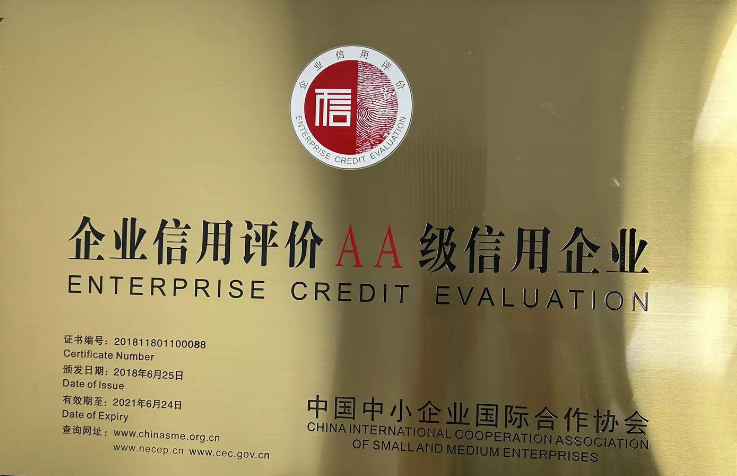 企业信用评价
信
ENTERPRISE CREDIT EVALUATION
企业信用评价AA级信用企业
ENTERPRISE CREDIT EVALUATION
证书编号：201811801100088
Certificate Number
颁发日期：2018年6月25日
Date of Issue
有效期至：2021年6月24日
Date of Expiry
查询网址：www.chinasme.org.cn
www.necep.cn www.cec.gov.cn
中国中小企业国际合作协会
CHINA INTERNATIONAL COOPERATION ASSOCIATION
OF SMALL AND MEDIUM ENTERPRISES